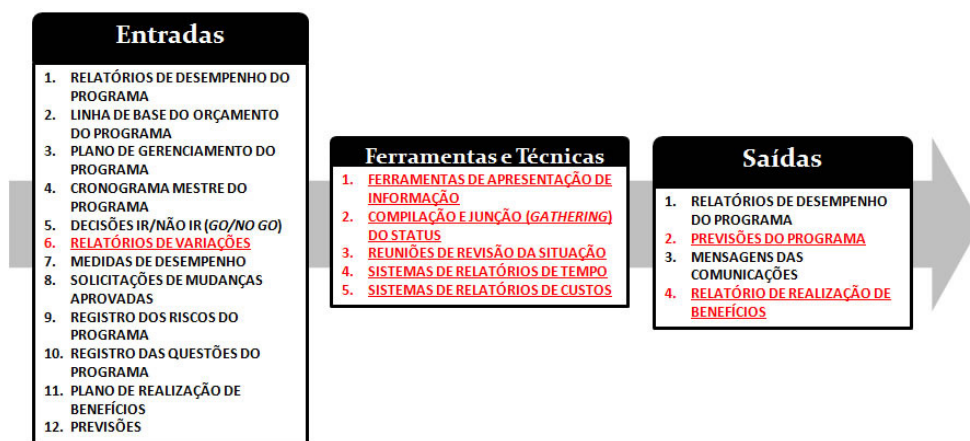 Entradas
1. RELATÓRIOS DE DESEMPENHO DO
PROGRAMA
2. LINHA DE BASE DO ORÇAMENTO
DO PROGRAMA
3. PLANO DE GERENCIAMENTO DO
PROGRAMA
4. CRONOGRAMA MESTRE DO
PROGRAMA
5. DECISÕES IR/NÃO IR (GO/NO GO)
6. RELATÓRIOS DE VARIAÇÕES
7. MEDIDAS DE DESEMPENHO
8. SOLICITAÇÕES DE MUDANÇAS
APROVADAS
9. REGISTRO DOS RISCOS DO
PROGRAMA
10. REGISTRO DAS QUESTÕES DO
PROGRAMA
11. PLANO DE REALIZAÇÃO DE
BENEFÍCIOS
12. PREVISÕES
Ferramentas e Técnicas
1. FERRAMENTAS DE APRESENTAÇÃO DE
INFORMAÇÃO
2. COMPILAÇÃO E JUNÇÃO (GATHERING)
DO STATUS
3. REUNIÕES DE REVISÃO DA SITUAÇÃO
4. SISTEMAS DE RELATÓRIOS DE TEMPO
5. SISTEMAS DE RELATÓRIOS DE CUSTOS
Saídas
1. RELATÓRIOS DE DESEMPENHO
DO PROGRAMA
2. PREVISÕES DO PROGRAMA
3. MENSAGENS DAS
COMUNICAÇÕES
4. RELATÓRIO DE REALIZAÇÃO DE
BENEFÍCIOS